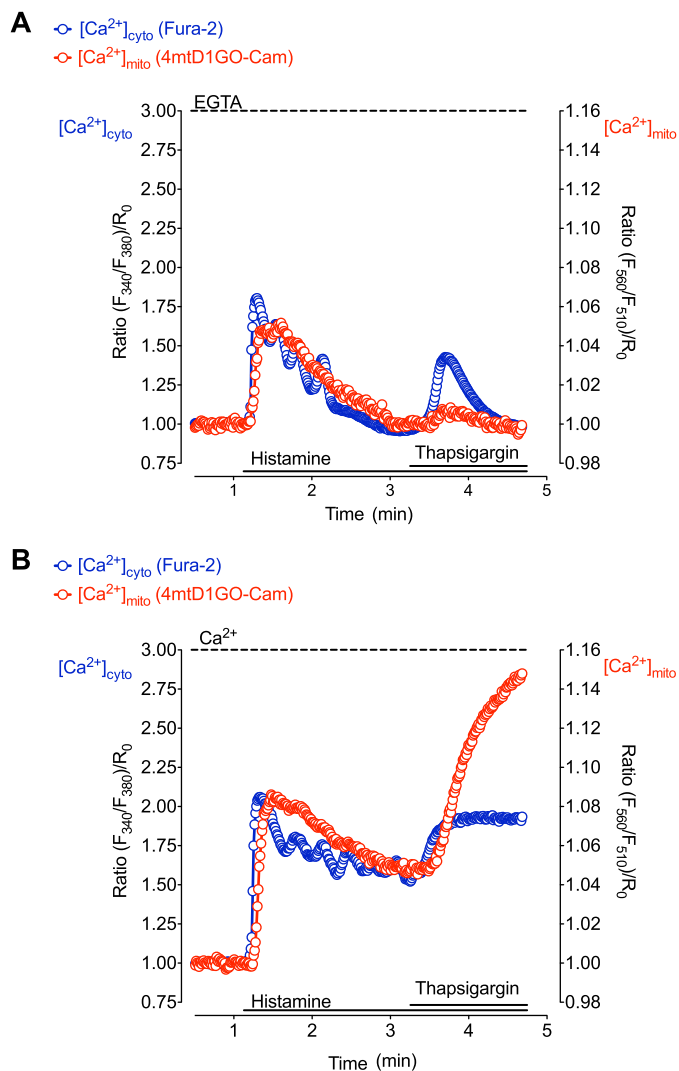 A
[Ca²⁺]cyto (Fura-2)
[Ca²⁺]mito (4mtD1GO-Cam)
EGTA
[Ca²⁺]cyto
[Ca²⁺]mito
3.00
2.75
2.50
2.25
2.00
1.75
1.50
1.25
1.00
0.75
Ratio (F340/F380)/R0
1.16
1.14
1.12
1.10
1.08
1.06
1.04
1.02
1.00
0.98
Ratio (F560/F510)/R0
Histamine
Thapsigargin
1 2 3 4 5
Time (min)
B
[Ca²⁺]cyto (Fura-2)
[Ca²⁺]mito (4mtD1GO-Cam)
Ca²⁺
[Ca²⁺]cyto
[Ca²⁺]mito
3.00
2.75
2.50
2.25
2.00
1.75
1.50
1.25
1.00
0.75
Ratio (F340/F380)/R0
1.16
1.14
1.12
1.10
1.08
1.06
1.04
1.02
1.00
0.98
Ratio (F560/F510)/R0
Histamine
Thapsigargin
1 2 3 4 5
Time (min)